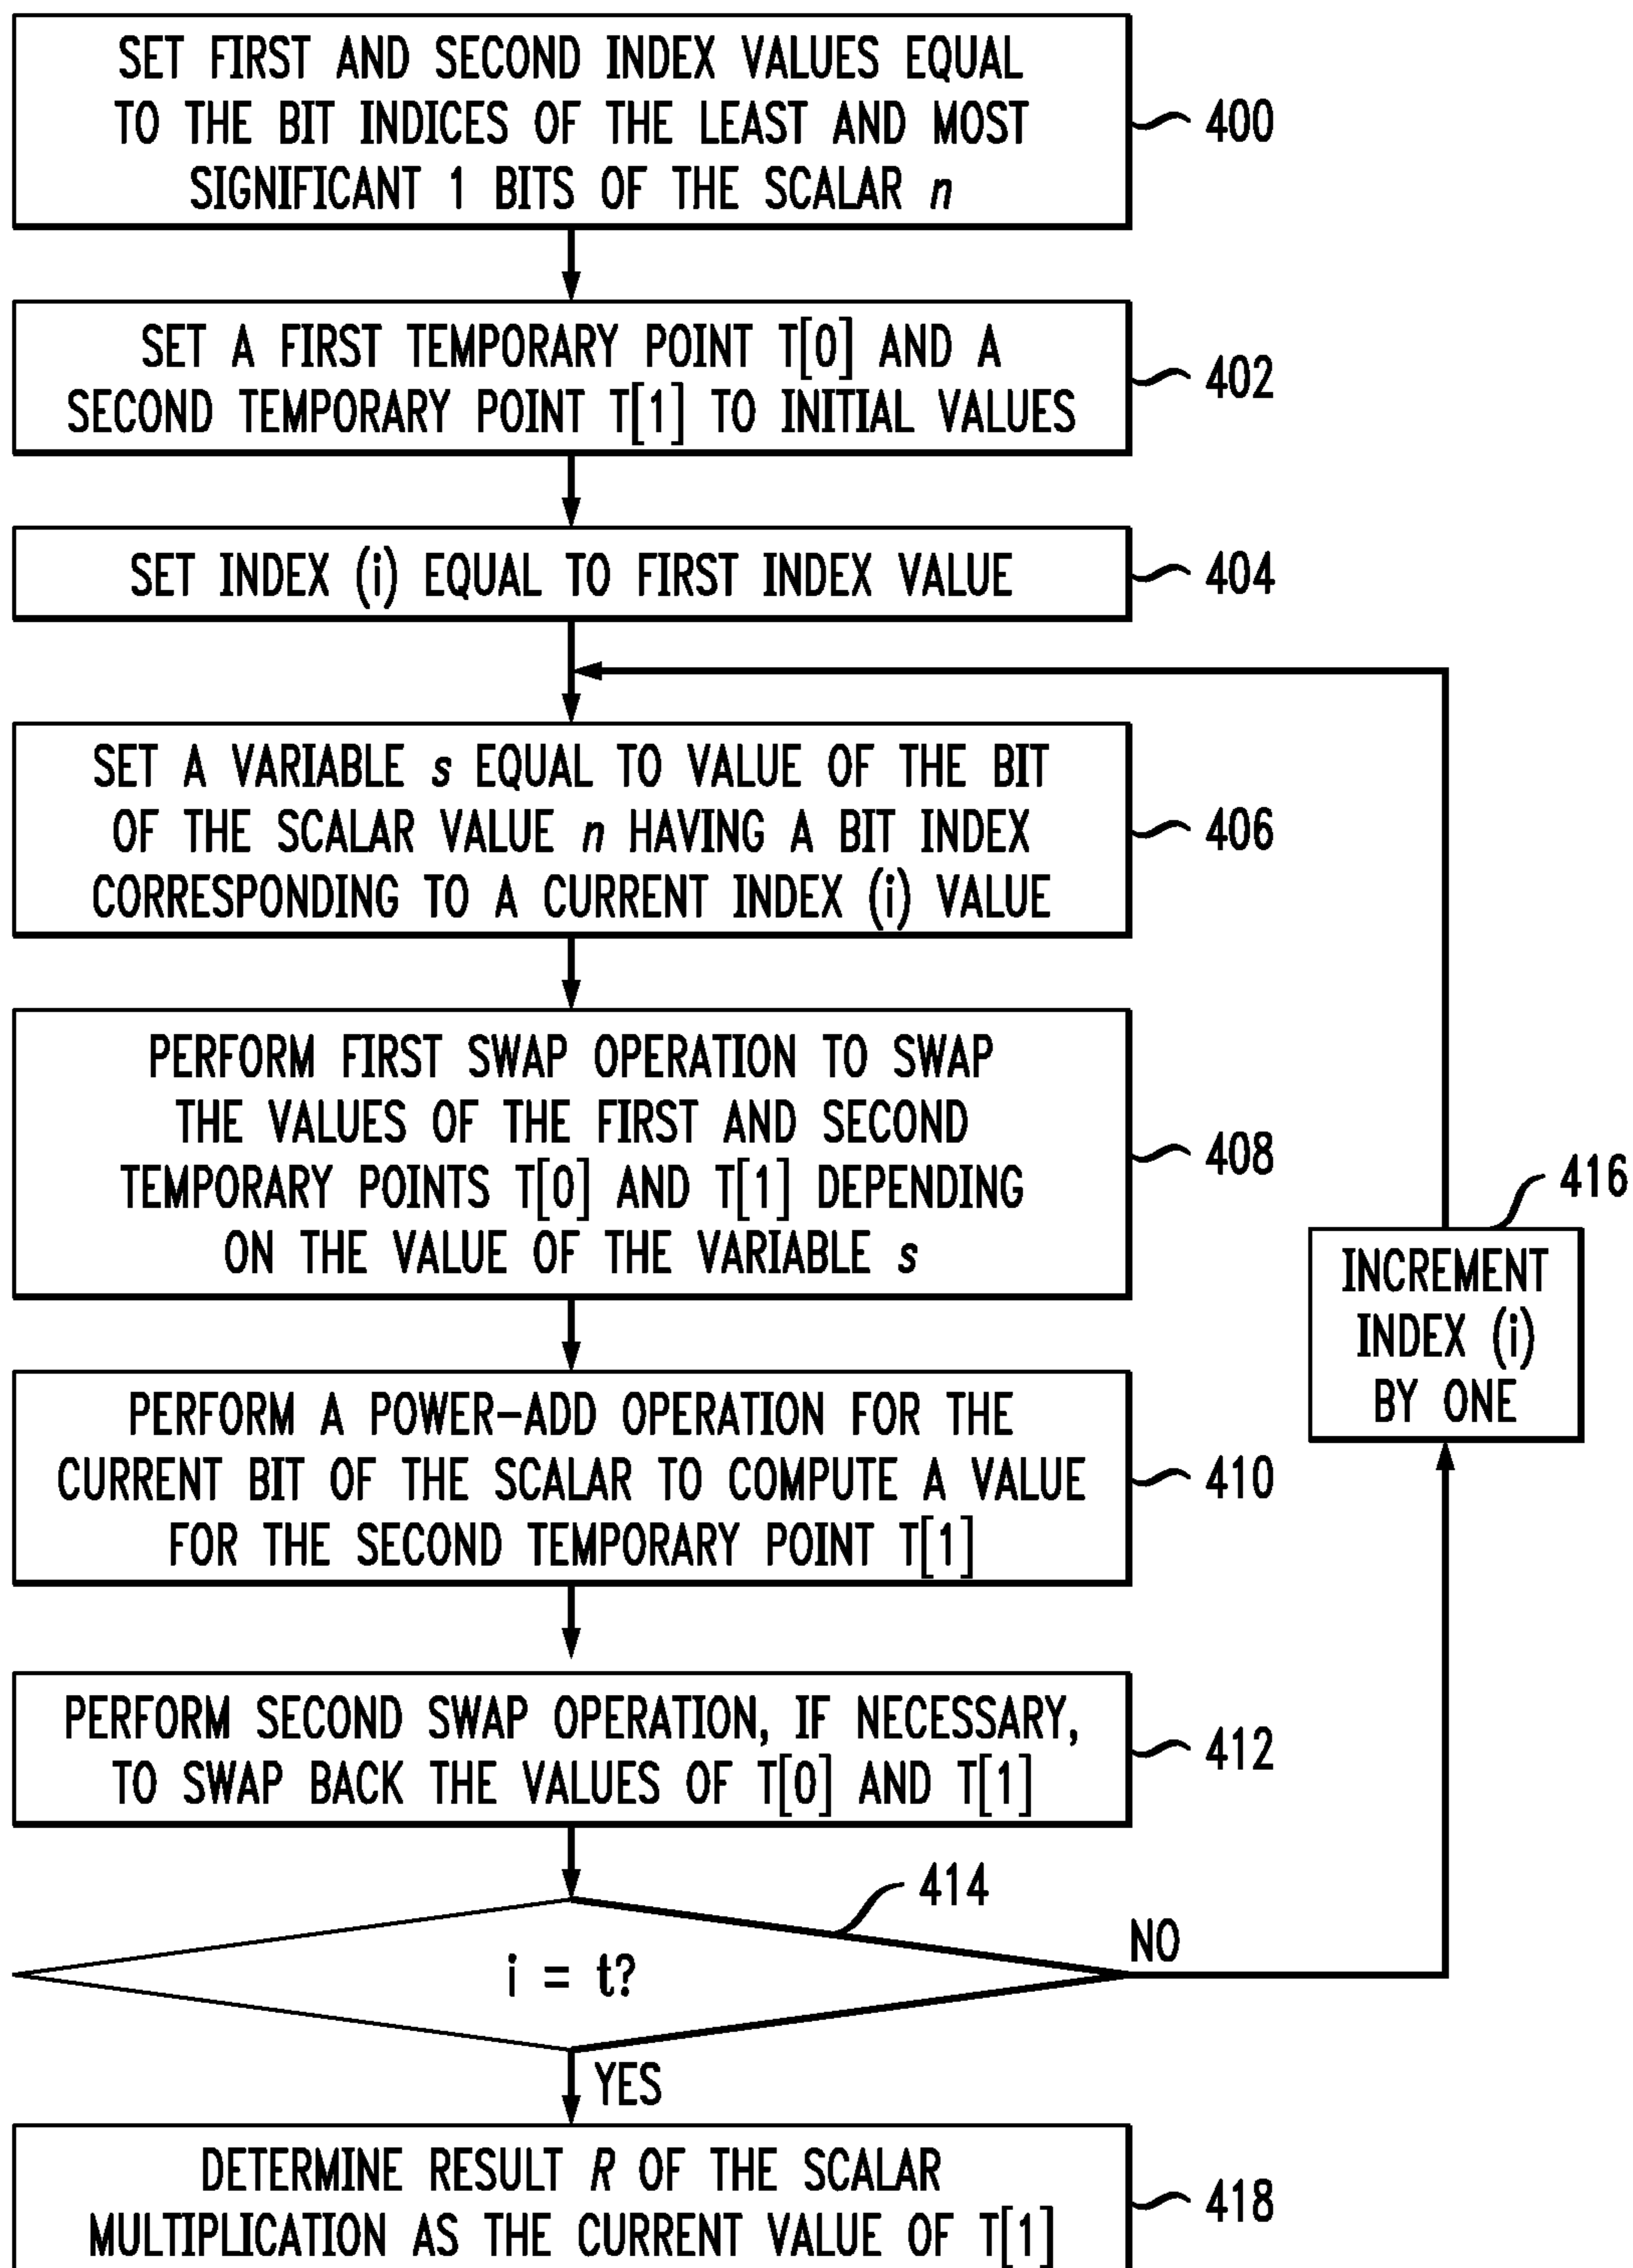 SET FIRST AND SECOND INDEX VALUES EQUAL
TO THE BIT INDICES OF THE LEAST AND MOST
SIGNIFICANT 1 BITS OF THE SCALAR n
400
SET A FIRST TEMPORARY POINT T[0] AND A
SECOND TEMPORARY POINT T[1] TO INITIAL VALUES
402
SET INDEX (i) EQUAL TO FIRST INDEX VALUE
404
SET A VARIABLE s EQUAL TO VALUE OF THE BIT
OF THE SCALAR VALUE n HAVING A BIT INDEX
CORRESPONDING TO A CURRENT INDEX (i) VALUE
406
PERFORM FIRST SWAP OPERATION TO SWAP
THE VALUES OF THE FIRST AND SECOND
TEMPORARY POINTS T[0] AND T[1] DEPENDING
ON THE VALUE OF THE VARIABLE s
408
416
INCREMENT
INDEX (i)
BY ONE
PERFORM A POWER-ADD OPERATION FOR THE
CURRENT BIT OF THE SCALAR TO COMPUTE A VALUE
FOR THE SECOND TEMPORARY POINT T[1]
410
PERFORM SECOND SWAP OPERATION, IF NECESSARY,
TO SWAP BACK THE VALUES OF T[0] AND T[1]
412
414
i = t?
NO
YES
DETERMINE RESULT R OF THE SCALAR
MULTIPLICATION AS THE CURRENT VALUE OF T[1]
418